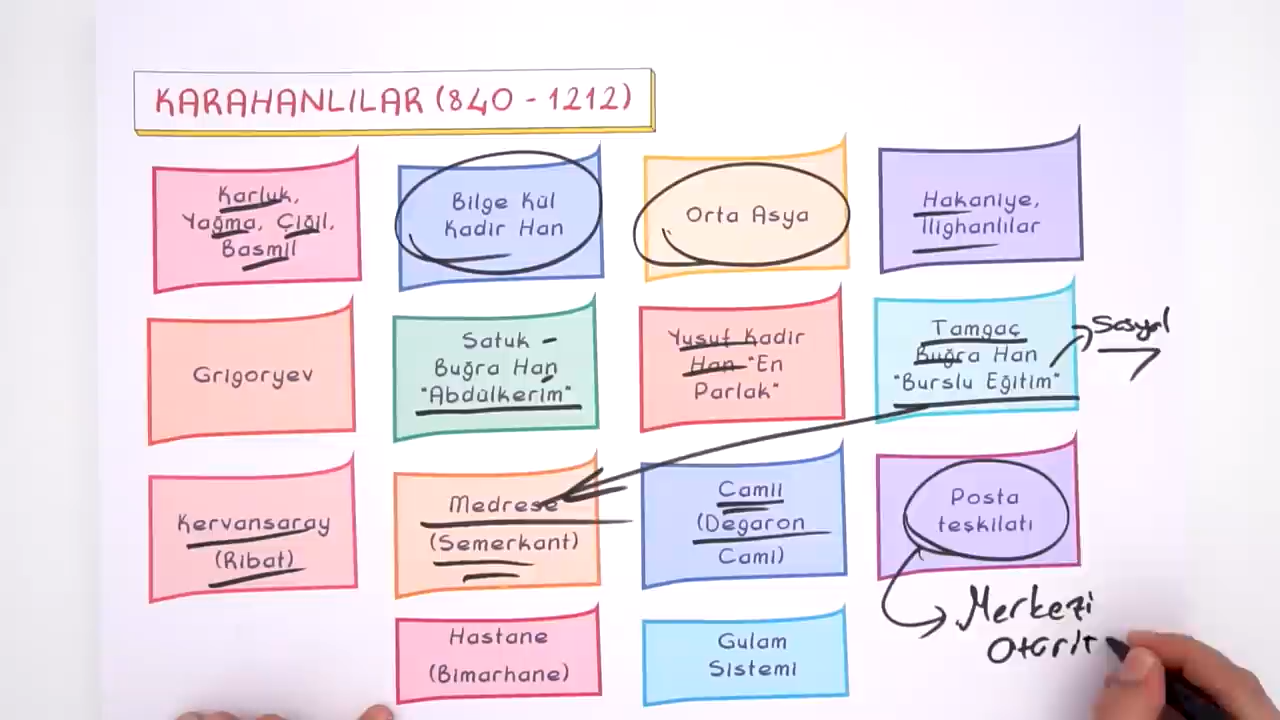 KARAHANLILAR (840 - 1212)
Karluk,
Yağma, Çiğil,
Basmil
Bilge Kül
Kadir Han
Orta Asya
Hakaniye,
İlighanlılar
Grigoryev
Satuk
Buğra Han
"Abdülkerim"
Yusuf Kadir
Han "En
Parlak"
Tamgaç
Buğra Han
"Burslu Eğitim"
Sosyal
Kervansaray
(Ribat)
Medrese
(Semerkant)
Camii
(Degaron
Cami)
Posta
teşkilatı
Merkezi
otorit
Hastane
(Bimarhane)
Gulam
Sistemi